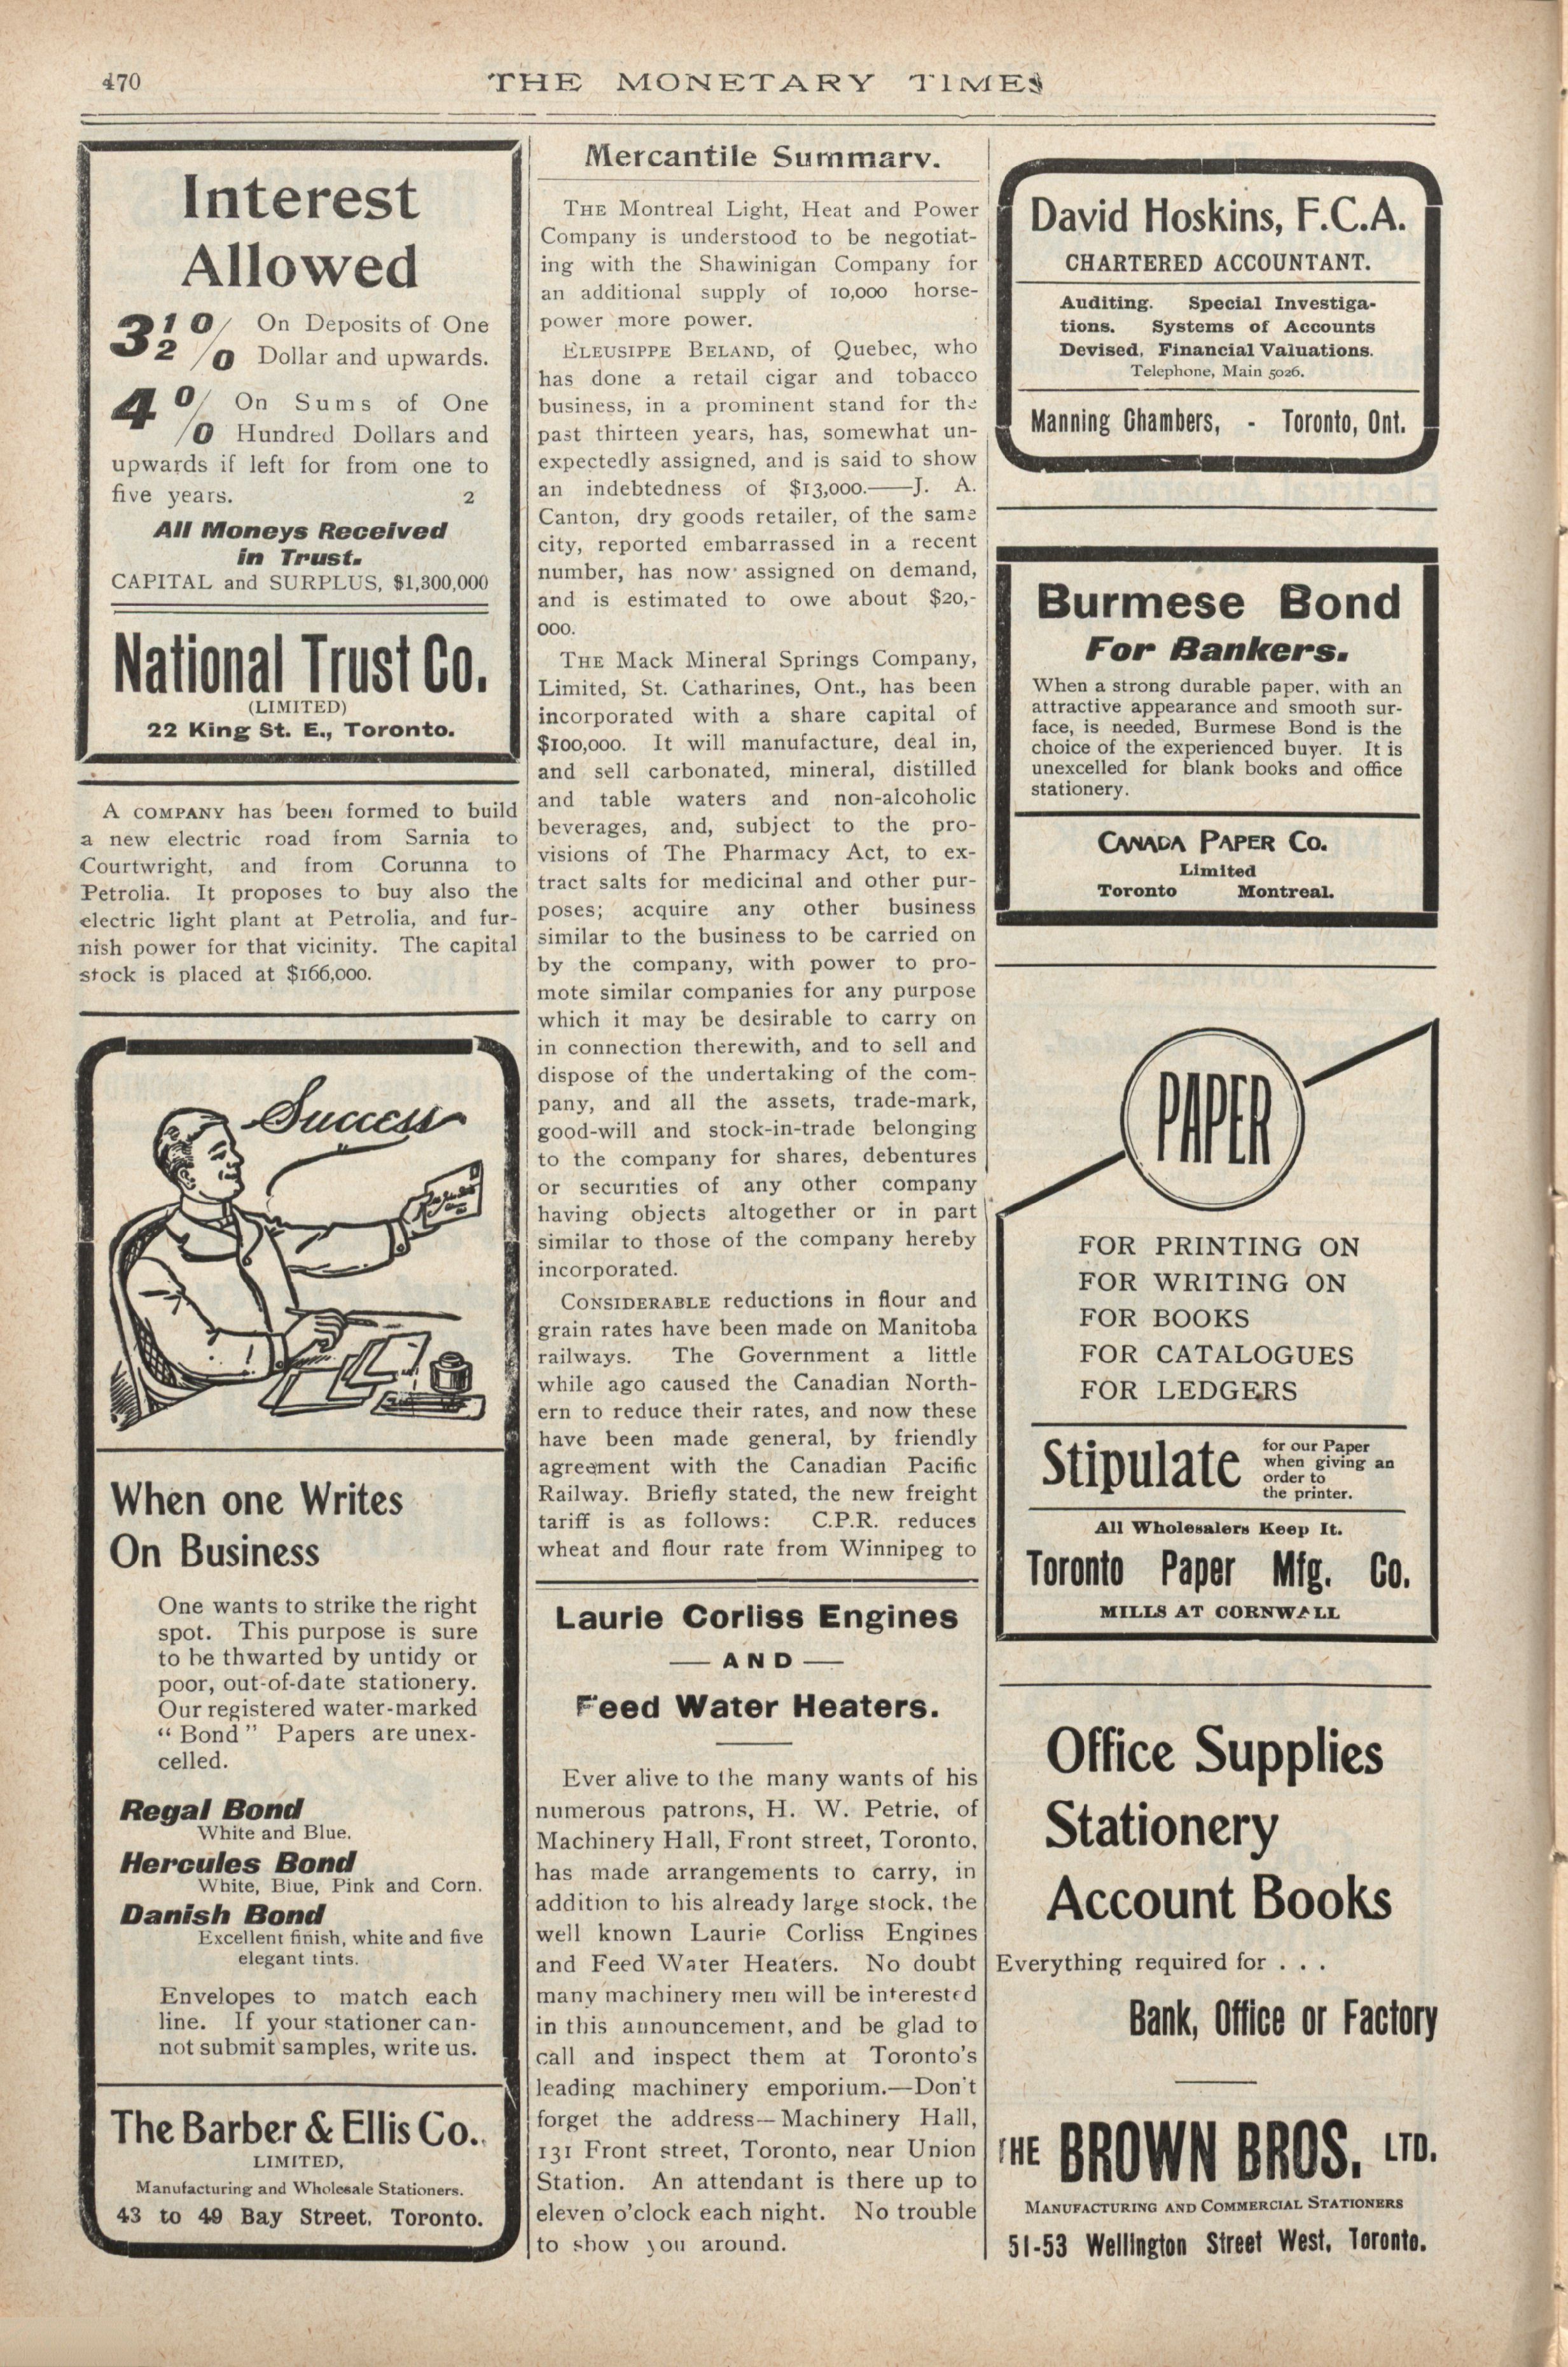 470
THE MONETARY TIMES
Interest
Allowed
3½% On Deposits of One
Dollar and upwards.
4% On Sums of One
Hundred Dollars and
upwards if left for from one to
five years. 2
All Moneys Received
in Trust.
CAPITAL and SURPLUS, $1,300,000
National Trust Co.
(LIMITED)
22 King St. E., Toronto.
A COMPANY has been formed to build
a new electric road from Sarnia to
Courtwright, and from Corunna to
Petrolia. It proposes to buy also the
electric light plant at Petrolia, and fur-
nish power for that vicinity. The capital
stock is placed at $166,000.
Success
When one Writes
On Business
One wants to strike the right
spot. This purpose is sure
to be thwarted by untidy or
poor, out-of-date stationery.
Our registered water-marked
"Bond" Papers are unex-
celled.
Regal Bond
White and Blue.
Hercules Bond
White, Blue, Pink and Corn.
Danish Bond
Excellent finish, white and five
elegant tints.
Envelopes to match each
line. If your stationer can-
not submit samples, write us.
The Barber & Ellis Co.
LIMITED,
Manufacturing and Wholesale Stationers.
43 to 49 Bay Street, Toronto.
Mercantile Summary.
THE Montreal Light, Heat and Power
Company is understood to be negotiat-
ing with the Shawinigan Company for
an additional supply of 10,000 horse-
power more power.
ELEUSIPPE BELAND, of Quebec, who
has done a retail cigar and tobacco
business, in a prominent stand for the
past thirteen years, has, somewhat un-
expectedly assigned, and is said to show
an indebtedness of $13,000.——J. A.
Canton, dry goods retailer, of the same
city, reported embarrassed in a recent
number, has now assigned on demand,
and is estimated to owe about $20,-
000.
THE Mack Mineral Springs Company,
Limited, St. Catharines, Ont., has been
incorporated with a share capital of
$100,000. It will manufacture, deal in,
and sell carbonated, mineral, distilled
and table waters and non-alcoholic
beverages, and, subject to the pro-
visions of The Pharmacy Act, to ex-
tract salts for medicinal and other pur-
poses; acquire any other business
similar to the business to be carried on
by the company, with power to pro-
mote similar companies for any purpose
which it may be desirable to carry on
in connection therewith, and to sell and
dispose of the undertaking of the com-
pany, and all the assets, trade-mark,
good-will and stock-in-trade belonging
to the company for shares, debentures
or securities of any other company
having objects altogether or in part
similar to those of the company hereby
incorporated.
CONSIDERABLE reductions in flour and
grain rates have been made on Manitoba
railways. The Government a little
while ago caused the Canadian North-
ern to reduce their rates, and now these
have been made general, by friendly
agreement with the Canadian Pacific
Railway. Briefly stated, the new freight
tariff is as follows: C.P.R. reduces
wheat and flour rate from Winnipeg to
Laurie Corliss Engines
— AND —
Feed Water Heaters.
Ever alive to the many wants of his
numerous patrons, H. W. Petrie, of
Machinery Hall, Front street, Toronto,
has made arrangements to carry, in
addition to his already large stock, the
well known Laurie Corliss Engines
and Feed Water Heaters. No doubt
many machinery men will be interested
in this announcement, and be glad to
call and inspect them at Toronto's
leading machinery emporium.—Don't
forget the address—Machinery Hall,
131 Front street, Toronto, near Union
Station. An attendant is there up to
eleven o'clock each night. No trouble
to show you around.
David Hoskins, F.C.A.
CHARTERED ACCOUNTANT.
Auditing. Special Investiga-
tions. Systems of Accounts
Devised, Financial Valuations.
Telephone, Main 5026.
Manning Chambers, - Toronto, Ont.
Burmese Bond
For Bankers.
When a strong durable paper, with an
attractive appearance and smooth sur-
face, is needed, Burmese Bond is the
choice of the experienced buyer. It is
unexcelled for blank books and office
stationery.
CANADA PAPER CO.
Limited
Toronto Montreal.
PAPER
FOR PRINTING ON
FOR WRITING ON
FOR BOOKS
FOR CATALOGUES
FOR LEDGERS
Stipulate for our Paper
when giving an
order to
the printer.
All Wholesalers Keep It.
Toronto Paper Mfg. Co.
MILLS AT CORNWALL
Office Supplies
Stationery
Account Books
Everything required for . . .
Bank, Office or Factory
THE BROWN BROS. LTD.
MANUFACTURING AND COMMERCIAL STATIONERS
51-53 Wellington Street West, Toronto.